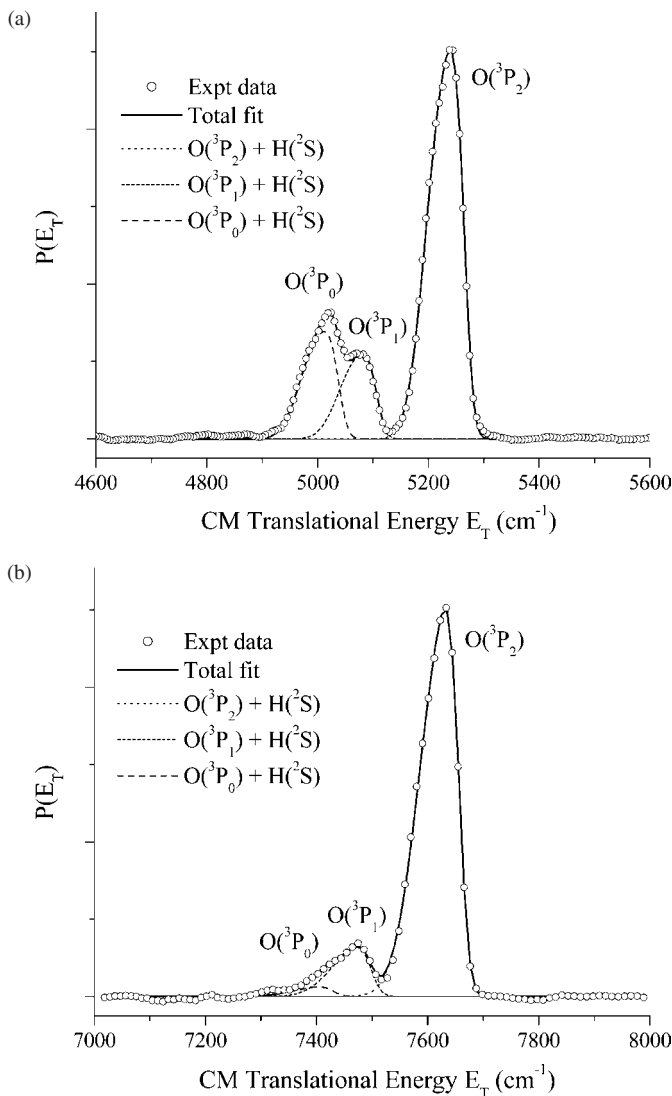 (a)
Expt data
Total fit
O(³P₂) + H(²S)
O(³P₁) + H(²S)
O(³P₀) + H(²S)
O(³P₂)
O(³P₀)
O(³P₁)
P(E_T)
4600 4800 5000 5200 5400 5600
CM Translational Energy E_T (cm⁻¹)
(b)
Expt data
Total fit
O(³P₂) + H(²S)
O(³P₁) + H(²S)
O(³P₀) + H(²S)
O(³P₂)
O(³P₁)
O(³P₀)
P(E_T)
7000 7200 7400 7600 7800 8000
CM Translational Energy E_T (cm⁻¹)